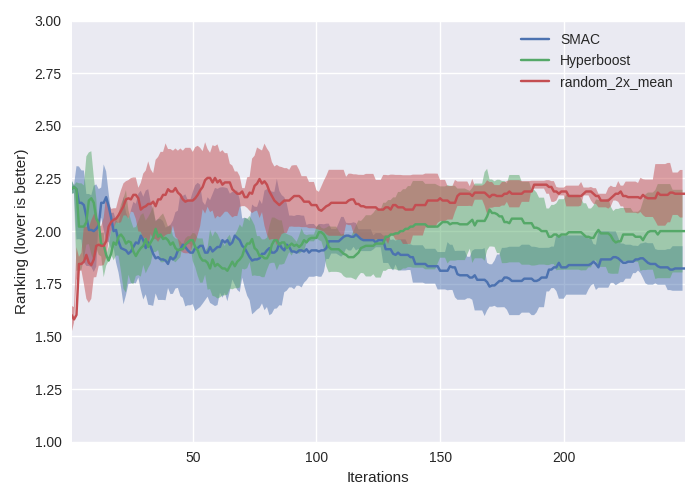 3.00
2.75
2.50
2.25
2.00
1.75
1.50
1.25
1.00
Ranking (lower is better)
SMAC
Hyperboost
random_2x_mean
50
100
150
200
Iterations